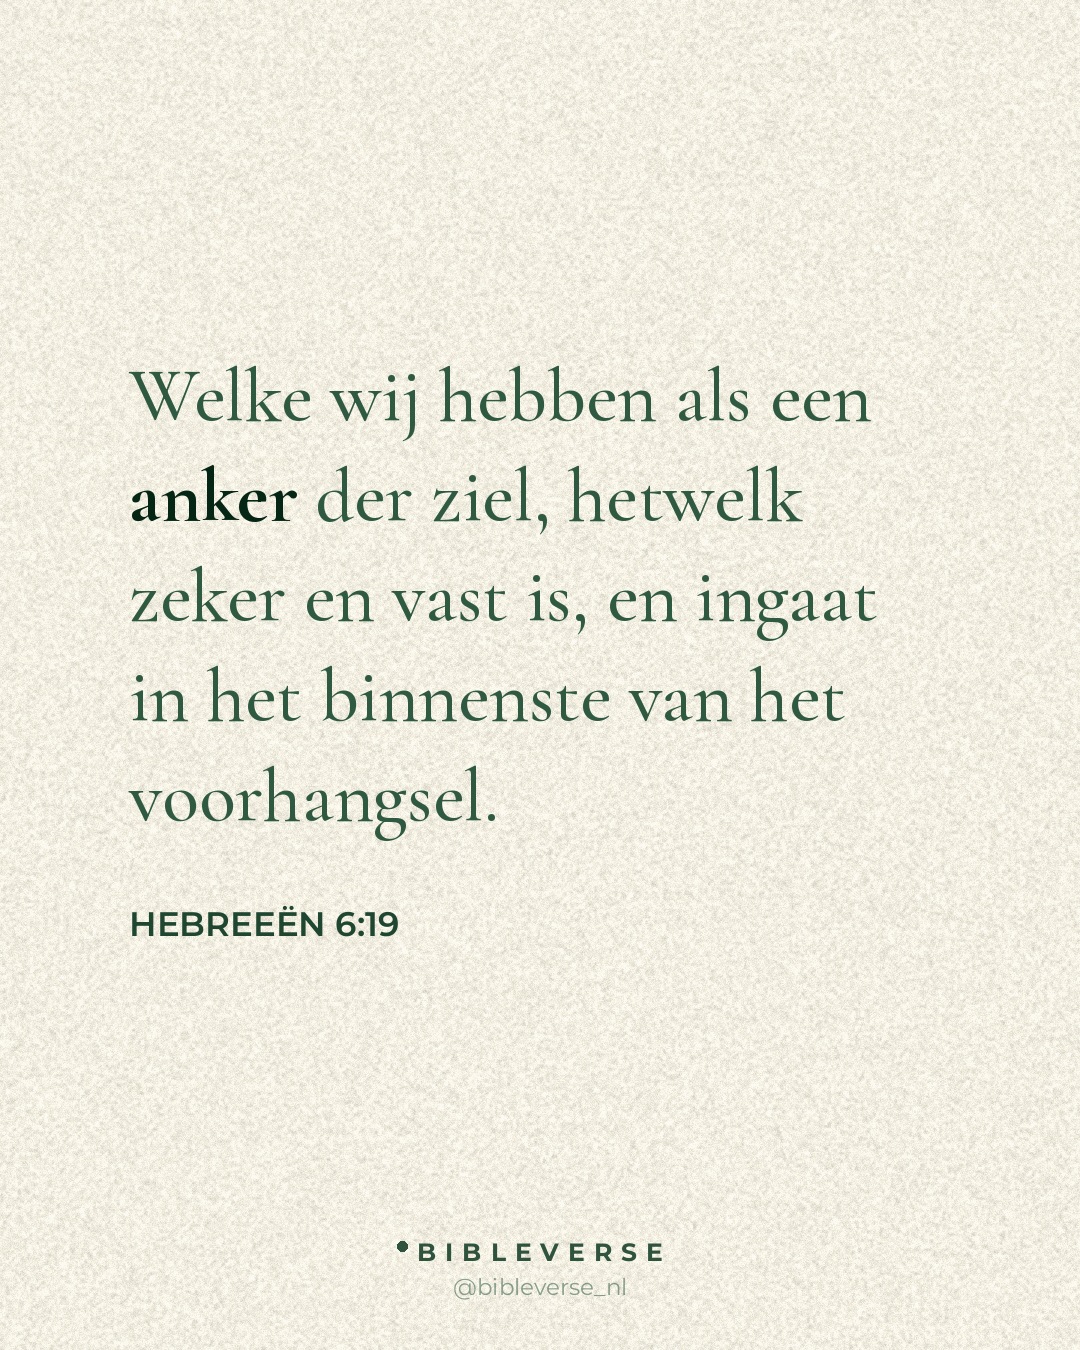 Welke wij hebben als een
anker der ziel, hetwelk
zeker en vast is, en ingaat
in het binnenste van het
voorhangsel.
HEBREEËN 6:19
BIBLEVERSE
@bibleverse_nl